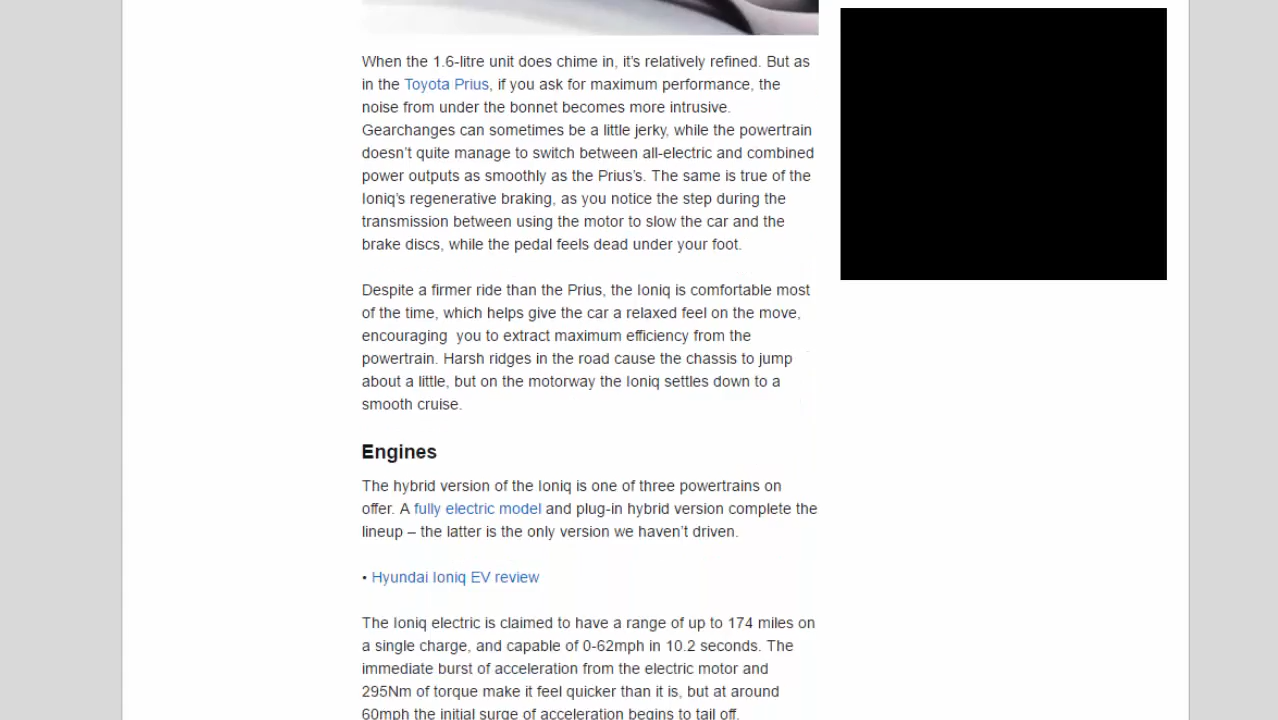 When the 1.6-litre unit does chime in, it's relatively refined. But as
in the Toyota Prius, if you ask for maximum performance, the
noise from under the bonnet becomes more intrusive.
Gearchanges can sometimes be a little jerky, while the powertrain
doesn't quite manage to switch between all-electric and combined
power outputs as smoothly as the Prius's. The same is true of the
Ioniq's regenerative braking, as you notice the step during the
transmission between using the motor to slow the car and the
brake discs, while the pedal feels dead under your foot.
Despite a firmer ride than the Prius, the Ioniq is comfortable most
of the time, which helps give the car a relaxed feel on the move,
encouraging  you to extract maximum efficiency from the
powertrain. Harsh ridges in the road cause the chassis to jump
about a little, but on the motorway the Ioniq settles down to a
smooth cruise.
Engines
The hybrid version of the Ioniq is one of three powertrains on
offer. A fully electric model and plug-in hybrid version complete the
lineup – the latter is the only version we haven't driven.
• Hyundai Ioniq EV review
The Ioniq electric is claimed to have a range of up to 174 miles on
a single charge, and capable of 0-62mph in 10.2 seconds. The
immediate burst of acceleration from the electric motor and
295Nm of torque make it feel quicker than it is, but at around
60mph the initial surge of acceleration begins to tail off.